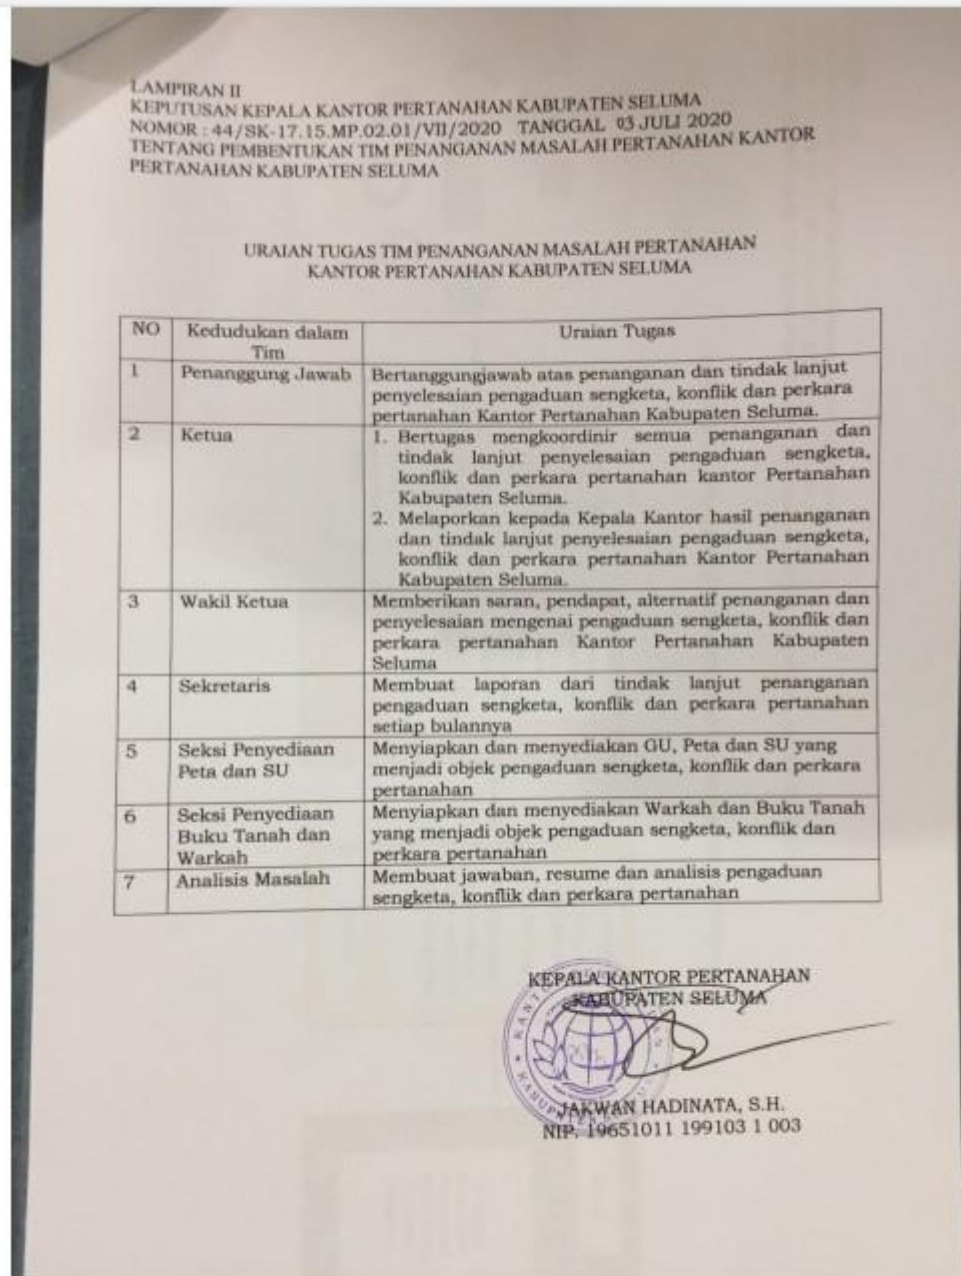 LAMPIRAN II
KEPUTUSAN KEPALA KANTOR PERTANAHAN KABUPATEN SELUMA
NOMOR : 44/SK-17.15.MP.02.01/VII/2020 TANGGAL 03 JULI 2020
TENTANG PEMBENTUKAN TIM PENANGANAN MASALAH PERTANAHAN KANTOR
PERTANAHAN KABUPATEN SELUMA
URAIAN TUGAS TIM PENANGANAN MASALAH PERTANAHAN
KANTOR PERTANAHAN KABUPATEN SELUMA
NO Kedudukan dalam Tim Uraian Tugas
1 Penanggung Jawab Bertanggungjawab atas penanganan dan tindak lanjut
penyelesaian pengaduan sengketa, konflik dan perkara
pertanahan Kantor Pertanahan Kabupaten Seluma.
2 Ketua 1. Bertugas mengkoordinir semua penanganan dan
tindak lanjut penyelesaian pengaduan sengketa,
konflik dan perkara pertanahan kantor Pertanahan
Kabupaten Seluma.
2. Melaporkan kepada Kepala Kantor hasil penanganan
dan tindak lanjut penyelesaian pengaduan sengketa,
konflik dan perkara pertanahan Kantor Pertanahan
Kabupaten Seluma.
3 Wakil Ketua Memberikan saran, pendapat, alternatif penanganan dan
penyelesaian mengenai pengaduan sengketa, konflik dan
perkara pertanahan Kantor Pertanahan Kabupaten
Seluma
4 Sekretaris Membuat laporan dari tindak lanjut penanganan
pengaduan sengketa, konflik dan perkara pertanahan
setiap bulannya
5 Seksi Penyediaan Peta dan SU Menyiapkan dan menyediakan GU, Peta dan SU yang
menjadi objek pengaduan sengketa, konflik dan perkara
pertanahan
6 Seksi Penyediaan Buku Tanah dan Warkah Menyiapkan dan menyediakan Warkah dan Buku Tanah
yang menjadi objek pengaduan sengketa, konflik dan
perkara pertanahan
7 Analisis Masalah Membuat jawaban, resume dan analisis pengaduan
sengketa, konflik dan perkara pertanahan
KEPALA KANTOR PERTANAHAN
KABUPATEN SELUMA
JAKWAN HADINATA, S.H.
NIP. 19651011 199103 1 003